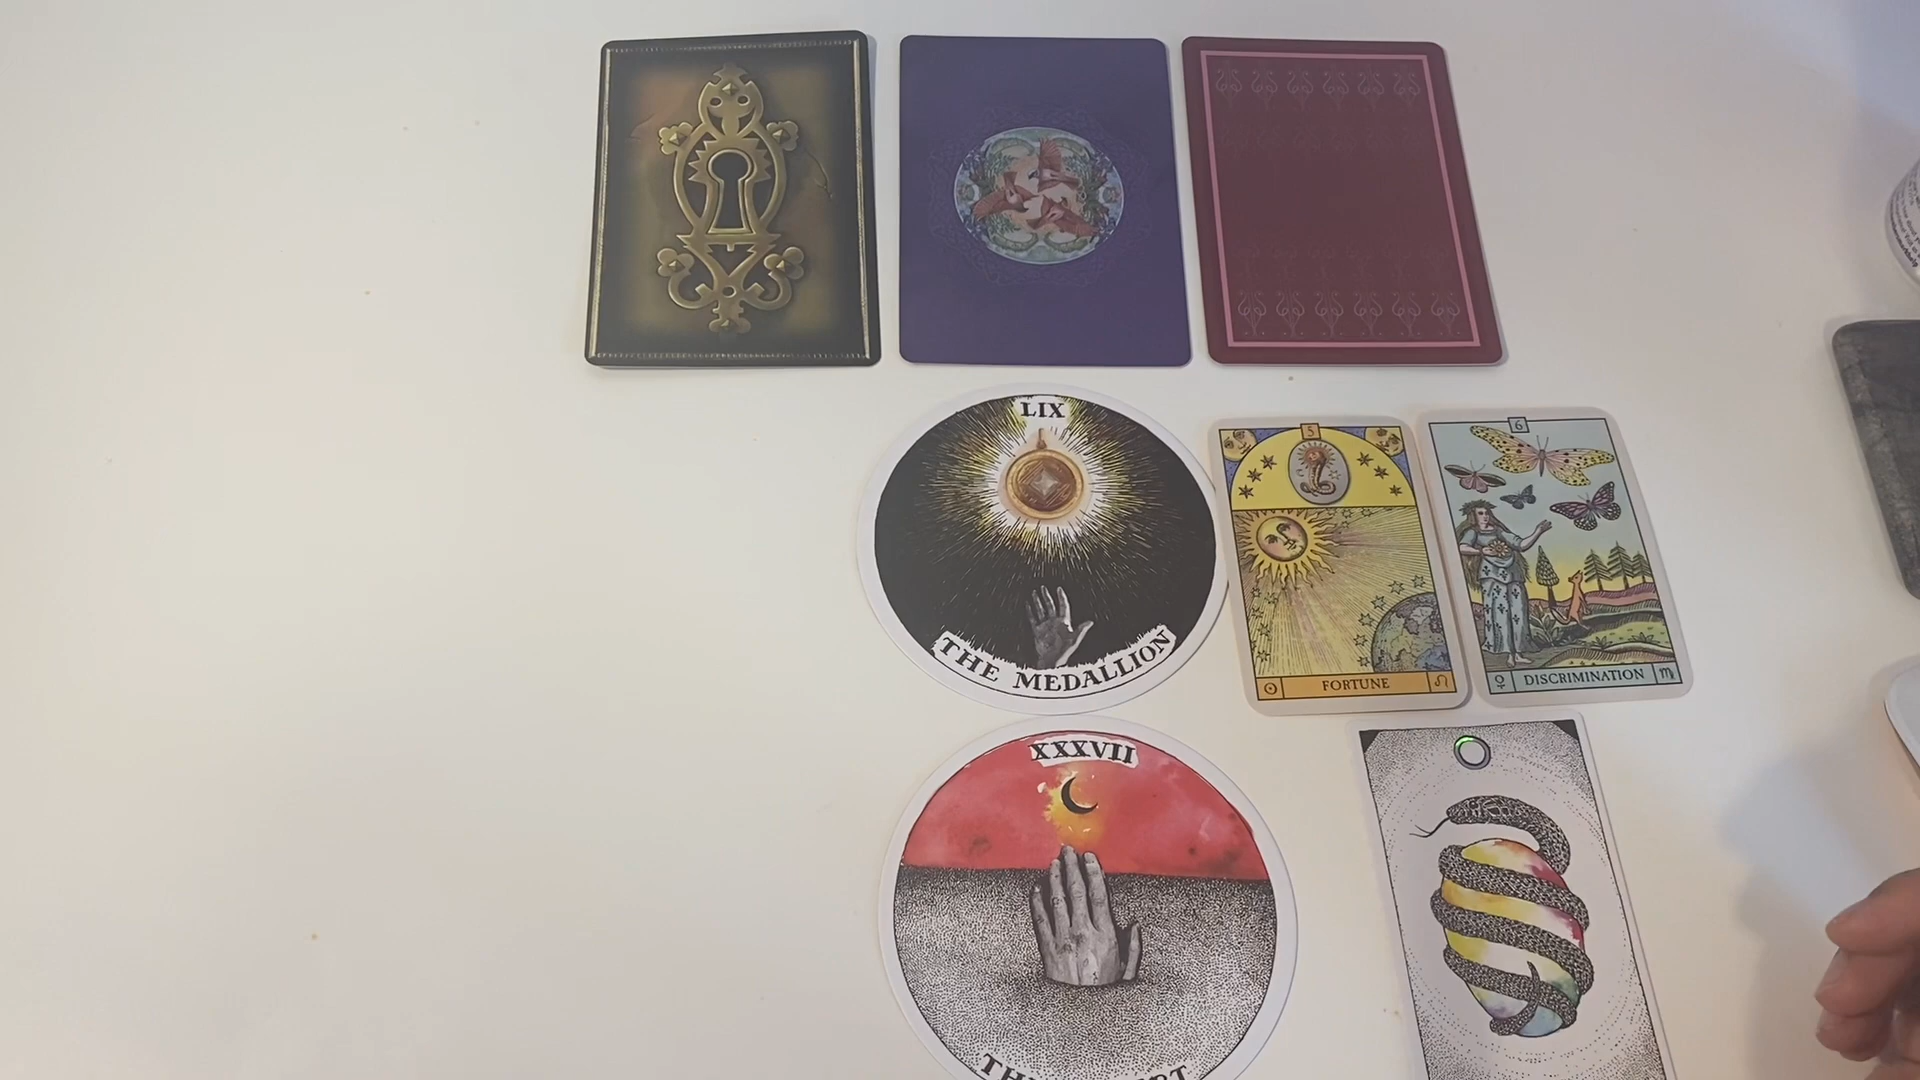 LIX
THE MEDALLION
5
FORTUNE
6
DISCRIMINATION
XXXVII